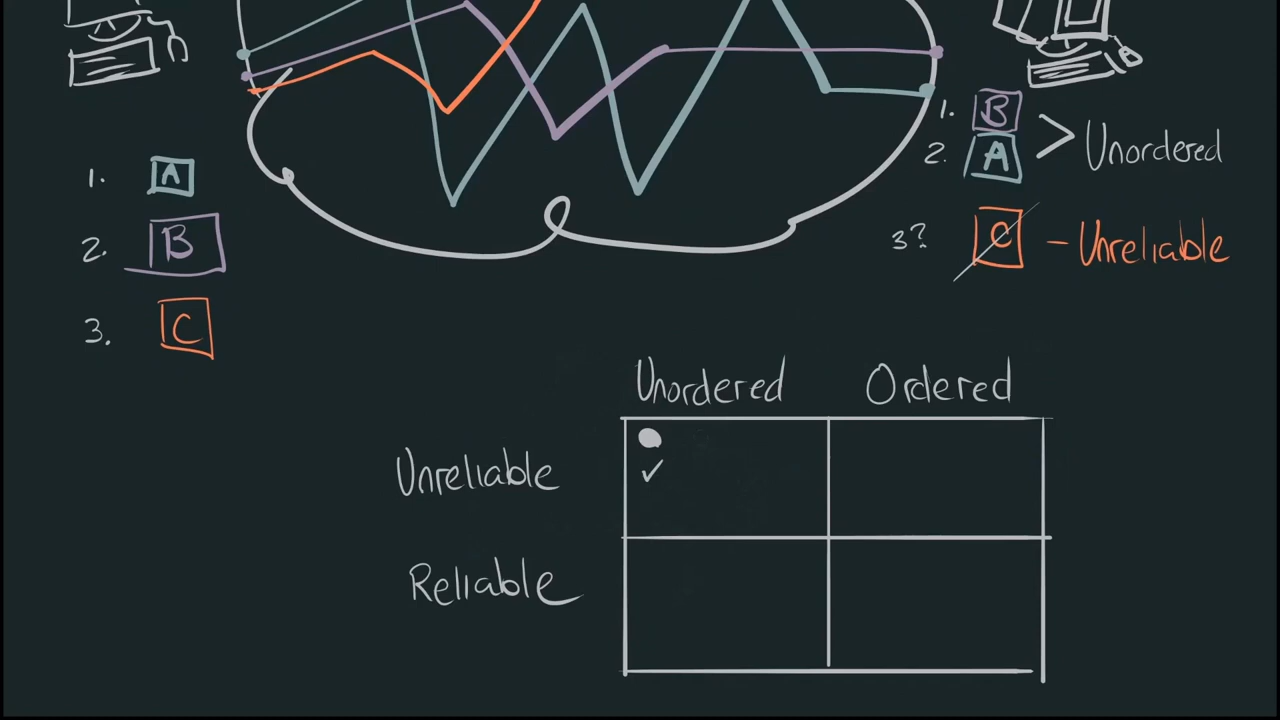 1. A
2. B
3. C
1. B
2. A
> Unordered
3? C - Unreliable
Unordered Ordered
Unreliable ✓
Reliable